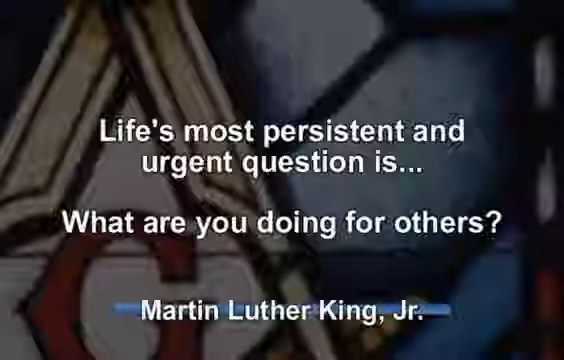 Life's most persistent and
urgent question is...
What are you doing for others?
Martin Luther King, Jr.